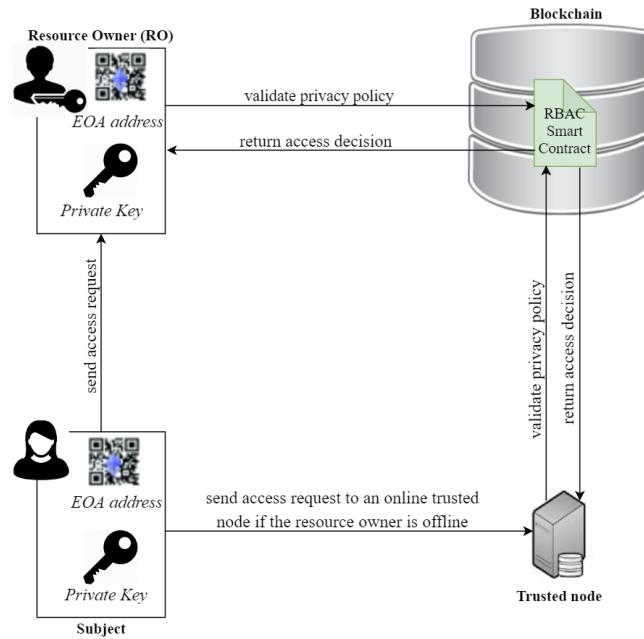 Blockchain
Resource Owner (RO)
EOA address
Private Key
validate privacy policy
return access decision
RBAC
Smart
Contract
send access request
validate privacy policy
return access decision
EOA address
Private Key
Subject
send access request to an online trusted
node if the resource owner is offline
Trusted node